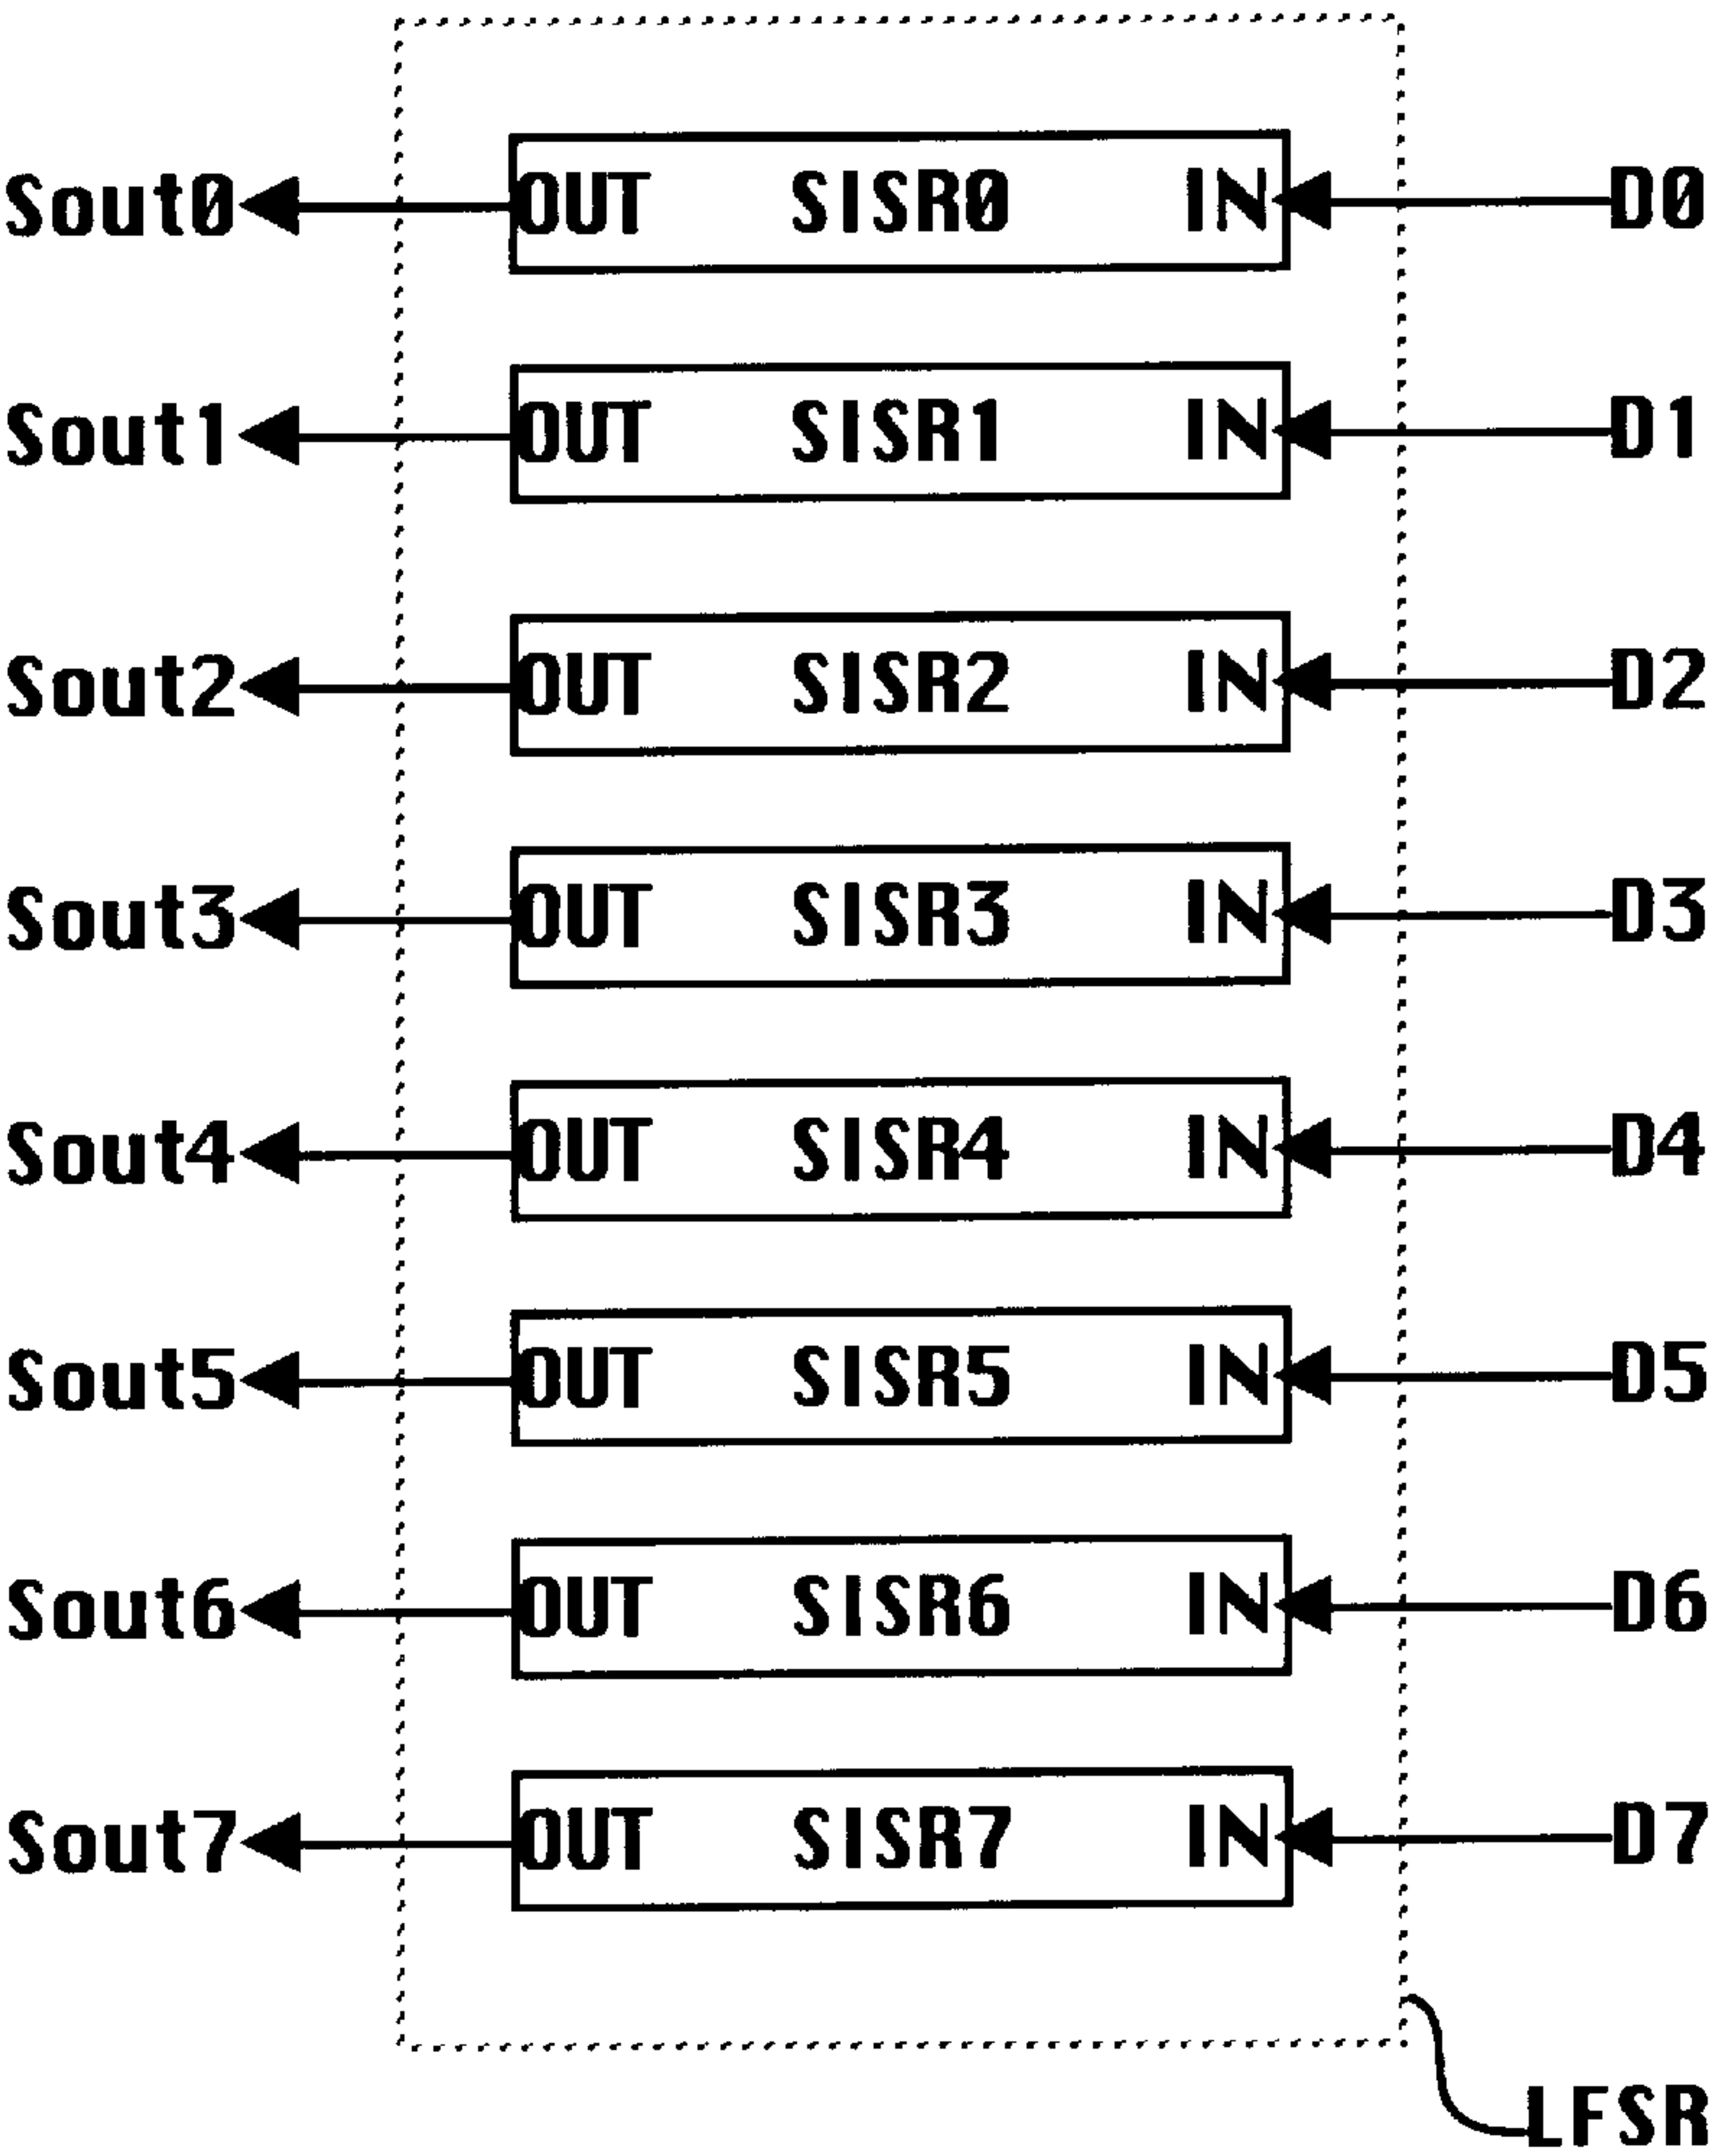 Sout0 OUT SISR0 IN D0
Sout1 OUT SISR1 IN D1
Sout2 OUT SISR2 IN D2
Sout3 OUT SISR3 IN D3
Sout4 OUT SISR4 IN D4
Sout5 OUT SISR5 IN D5
Sout6 OUT SISR6 IN D6
Sout7 OUT SISR7 IN D7
LFSR